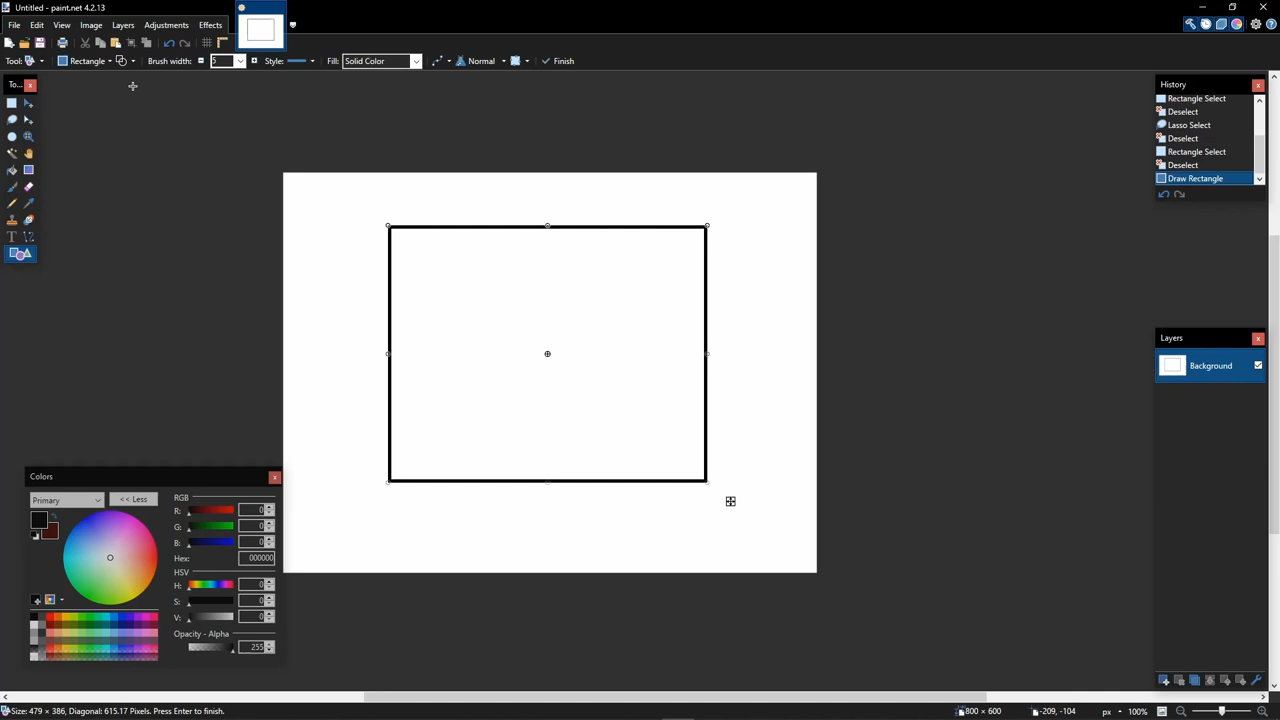 Untitled - paint.net 4.2.13
File Edit View Image Layers Adjustments Effects
Tool: Rectangle Brush width: 5 Style: Fill: Solid Color Normal Finish
To...
History
Rectangle Select
Deselect
Lasso Select
Deselect
Rectangle Select
Deselect
Draw Rectangle
Layers
Background
Colors
Primary
<< Less
RGB
R: 0
G: 0
B: 0
Hex: 000000
HSV
H: 0
S: 0
V: 0
Opacity - Alpha
255
Size: 479 × 386, Diagonal: 615.17 Pixels. Press Enter to finish. 800 × 600 -209, -104 px 100%